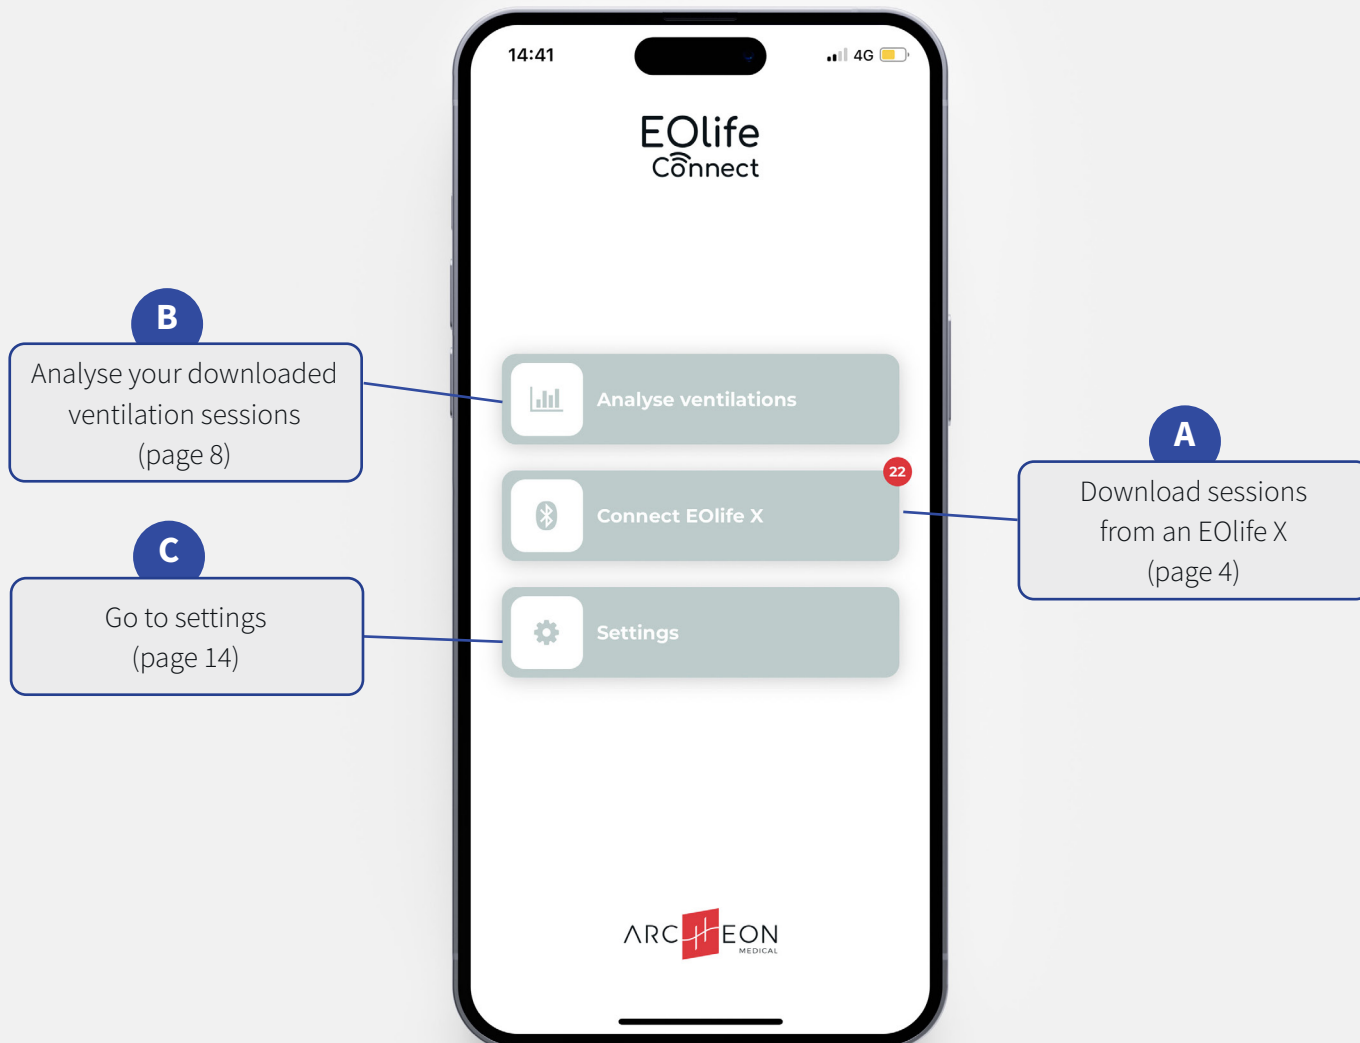 14:41
4G
EOlife
Connect
B
Analyse your downloaded
ventilation sessions
(page 8)
Analyse ventilations
A
Download sessions
from an EOlife X
(page 4)
22
Connect EOlife X
C
Go to settings
(page 14)
Settings
ARCHEON
MEDICAL